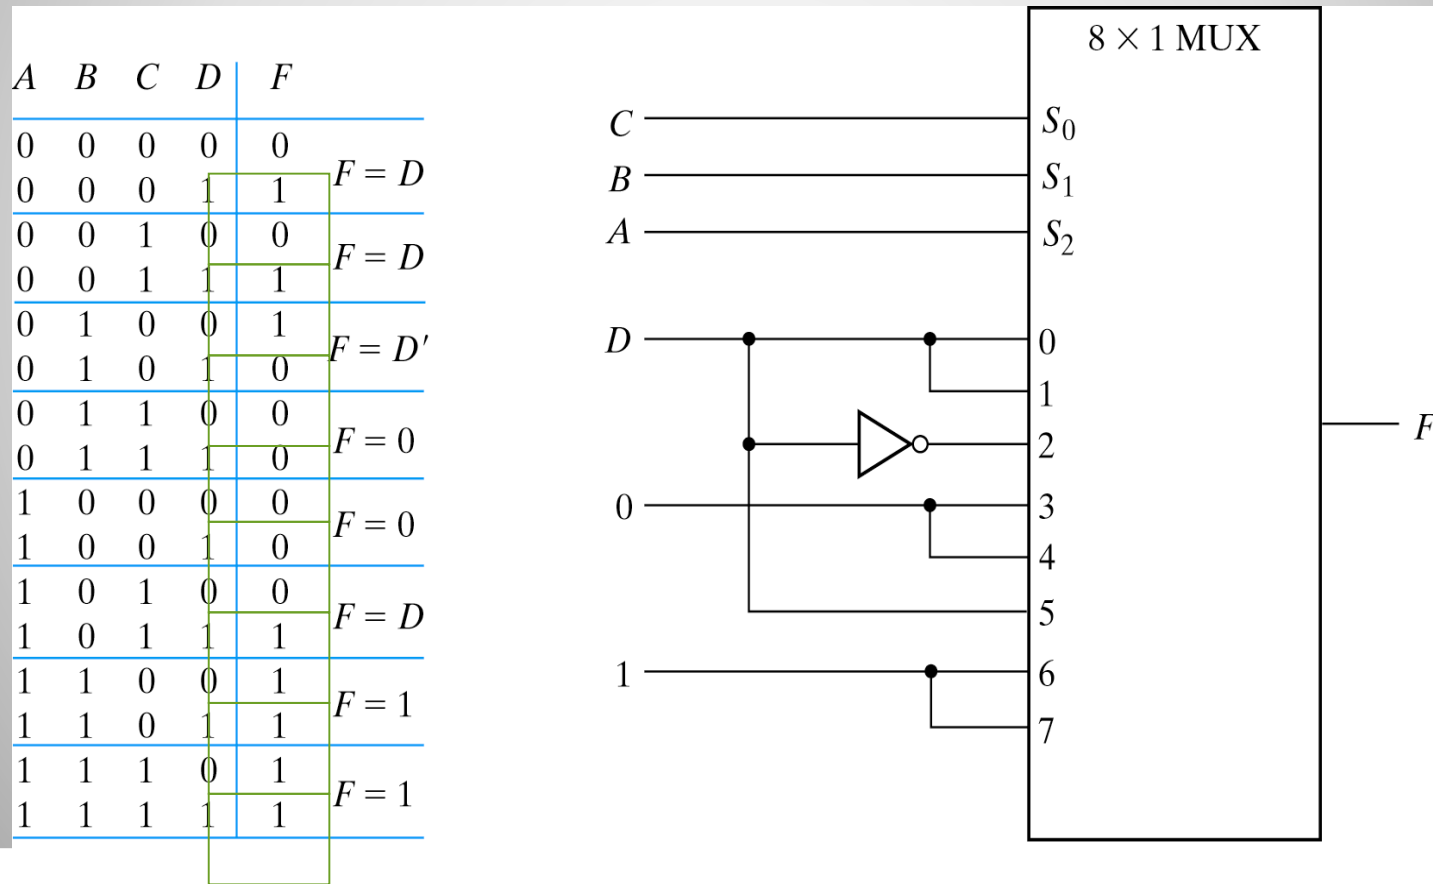 A B C D F
0 0 0 0 0
0 0 0 1 1
F = D
0 0 1 0 0
0 0 1 1 1
F = D
0 1 0 0 1
0 1 0 1 0
F = D′
0 1 1 0 0
0 1 1 1 0
F = 0
1 0 0 0 0
1 0 0 1 0
F = 0
1 0 1 0 0
1 0 1 1 1
F = D
1 1 0 0 1
1 1 0 1 1
F = 1
1 1 1 0 1
1 1 1 1 1
F = 1
8 × 1 MUX
C S0
B S1
A S2
D 0
1
2
0 3
4
5
1 6
7
F